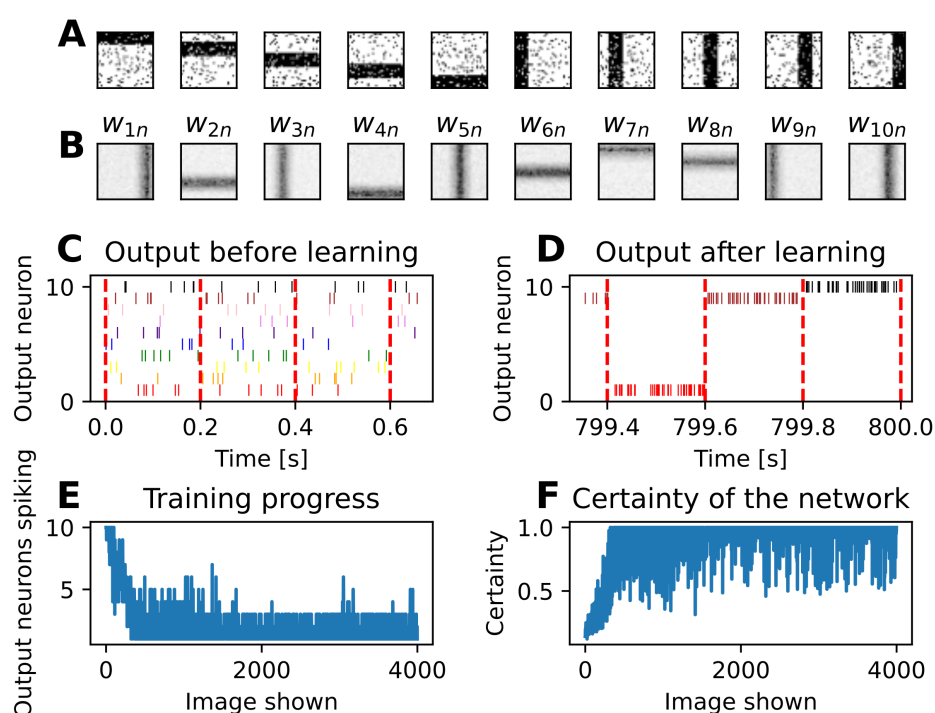 A
w1n w2n w3n w4n w5n w6n w7n w8n w9n w10n
B
C Output before learning
Output neuron
10
0
0.0 0.2 0.4 0.6
Time [s]
D Output after learning
Output neuron
10
0
799.4 799.6 799.8 800.0
Time [s]
E Training progress
Output neurons spiking
10
5
0 2000 4000
Image shown
F Certainty of the network
Certainty
1.0
0.5
0 2000 4000
Image shown